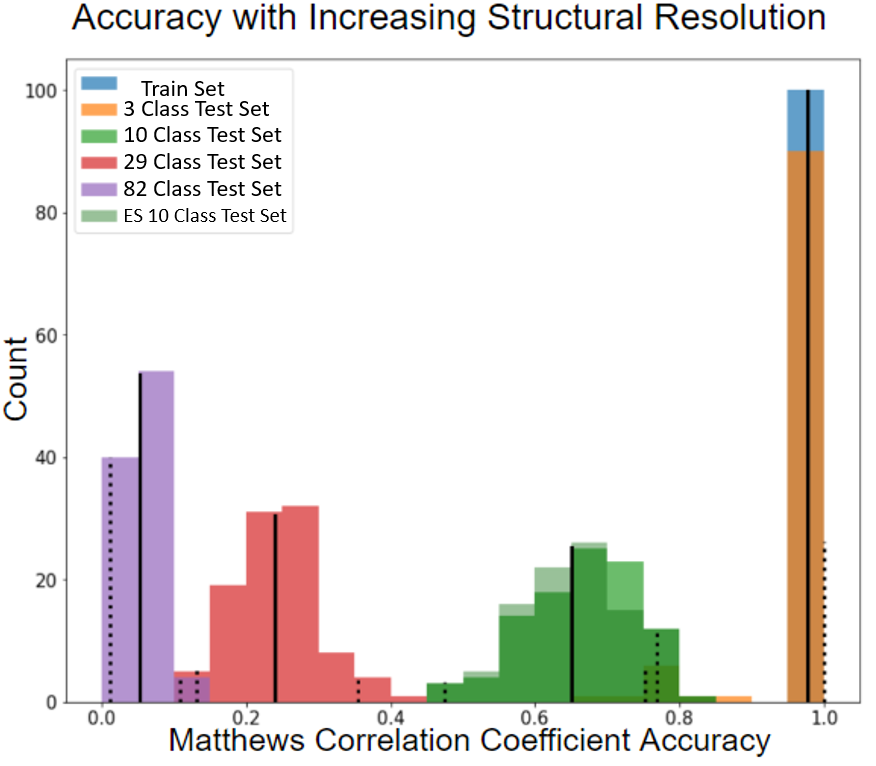 Accuracy with Increasing Structural Resolution
Count
100
80
60
40
20
0
Train Set
3 Class Test Set
10 Class Test Set
29 Class Test Set
82 Class Test Set
ES 10 Class Test Set
0.0 0.2 0.4 0.6 0.8 1.0
Matthews Correlation Coefficient Accuracy